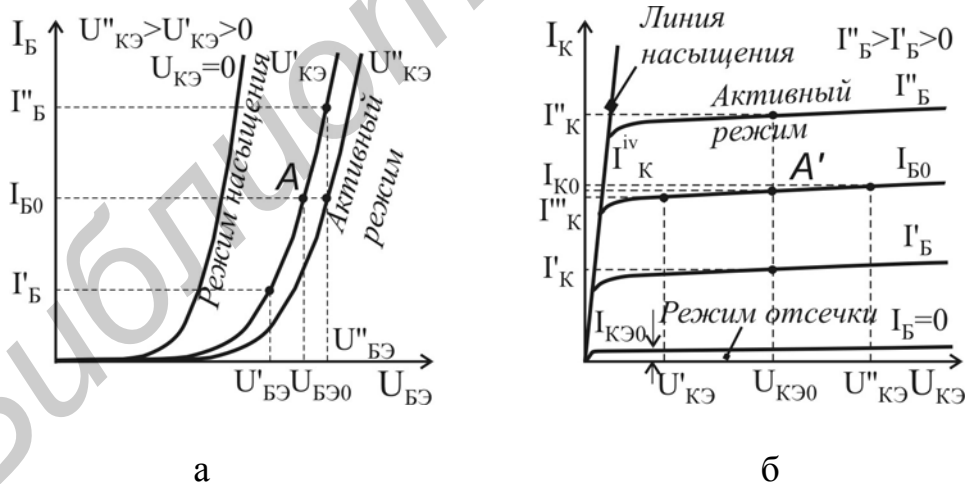 I_Б
U''_КЭ>U'_КЭ>0
U_КЭ=0
U'_КЭ
U''_КЭ
I''_Б
I_Б0
I'_Б
A
Режим насыщения
Активный
режим
U''_БЭ
U'_БЭ
U_БЭ0
U_БЭ
а
I_К
Линия
насыщения
I''_Б>I'_Б>0
I''_К
Активный
режим
I''_Б
I^iv_К
A'
I_К0
I_Б0
I'''_К
I'_К
I'_Б
I_КЭ0
Режим отсечки
I_Б=0
U'_КЭ
U_КЭ0
U''_КЭ
U_КЭ
б
Библиот